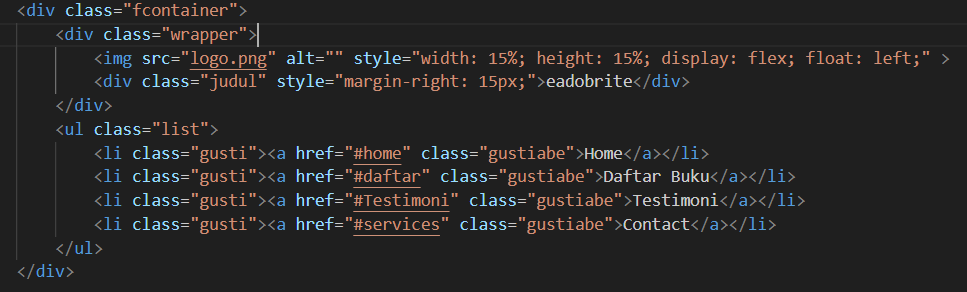 <div class="fcontainer">
<div class="wrapper">
<img src="logo.png" alt="" style="width: 15%; height: 15%; display: flex; float: left;" >
<div class="judul" style="margin-right: 15px;">eadobrite</div>
</div>
<ul class="list">
<li class="gusti"><a href="#home" class="gustiabe">Home</a></li>
<li class="gusti"><a href="#daftar" class="gustiabe">Daftar Buku</a></li>
<li class="gusti"><a href="#Testimoni" class="gustiabe">Testimoni</a></li>
<li class="gusti"><a href="#services" class="gustiabe">Contact</a></li>
</ul>
</div>